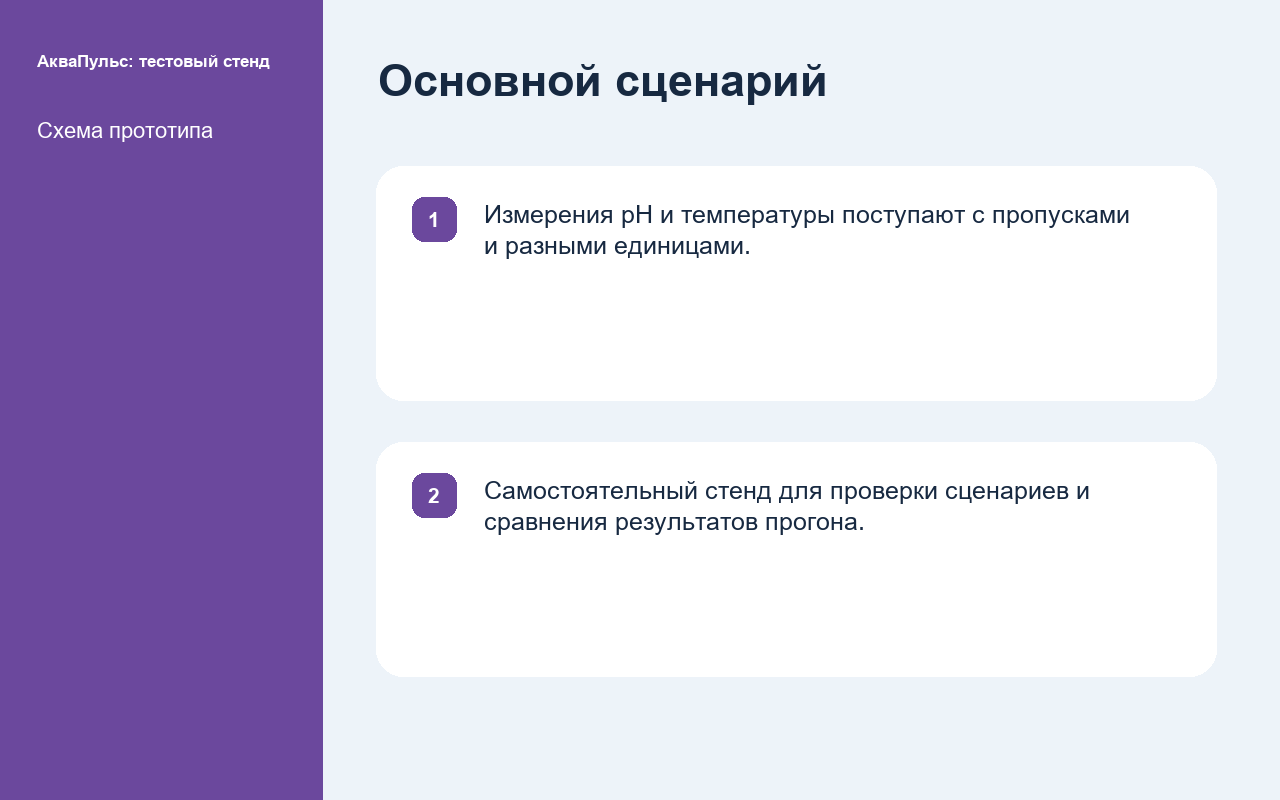 АкваПульс: тестовый стенд
Схема прототипа
Основной сценарий
1
Измерения pH и температуры поступают с пропусками
и разными единицами.
2
Самостоятельный стенд для проверки сценариев и
сравнения результатов прогона.